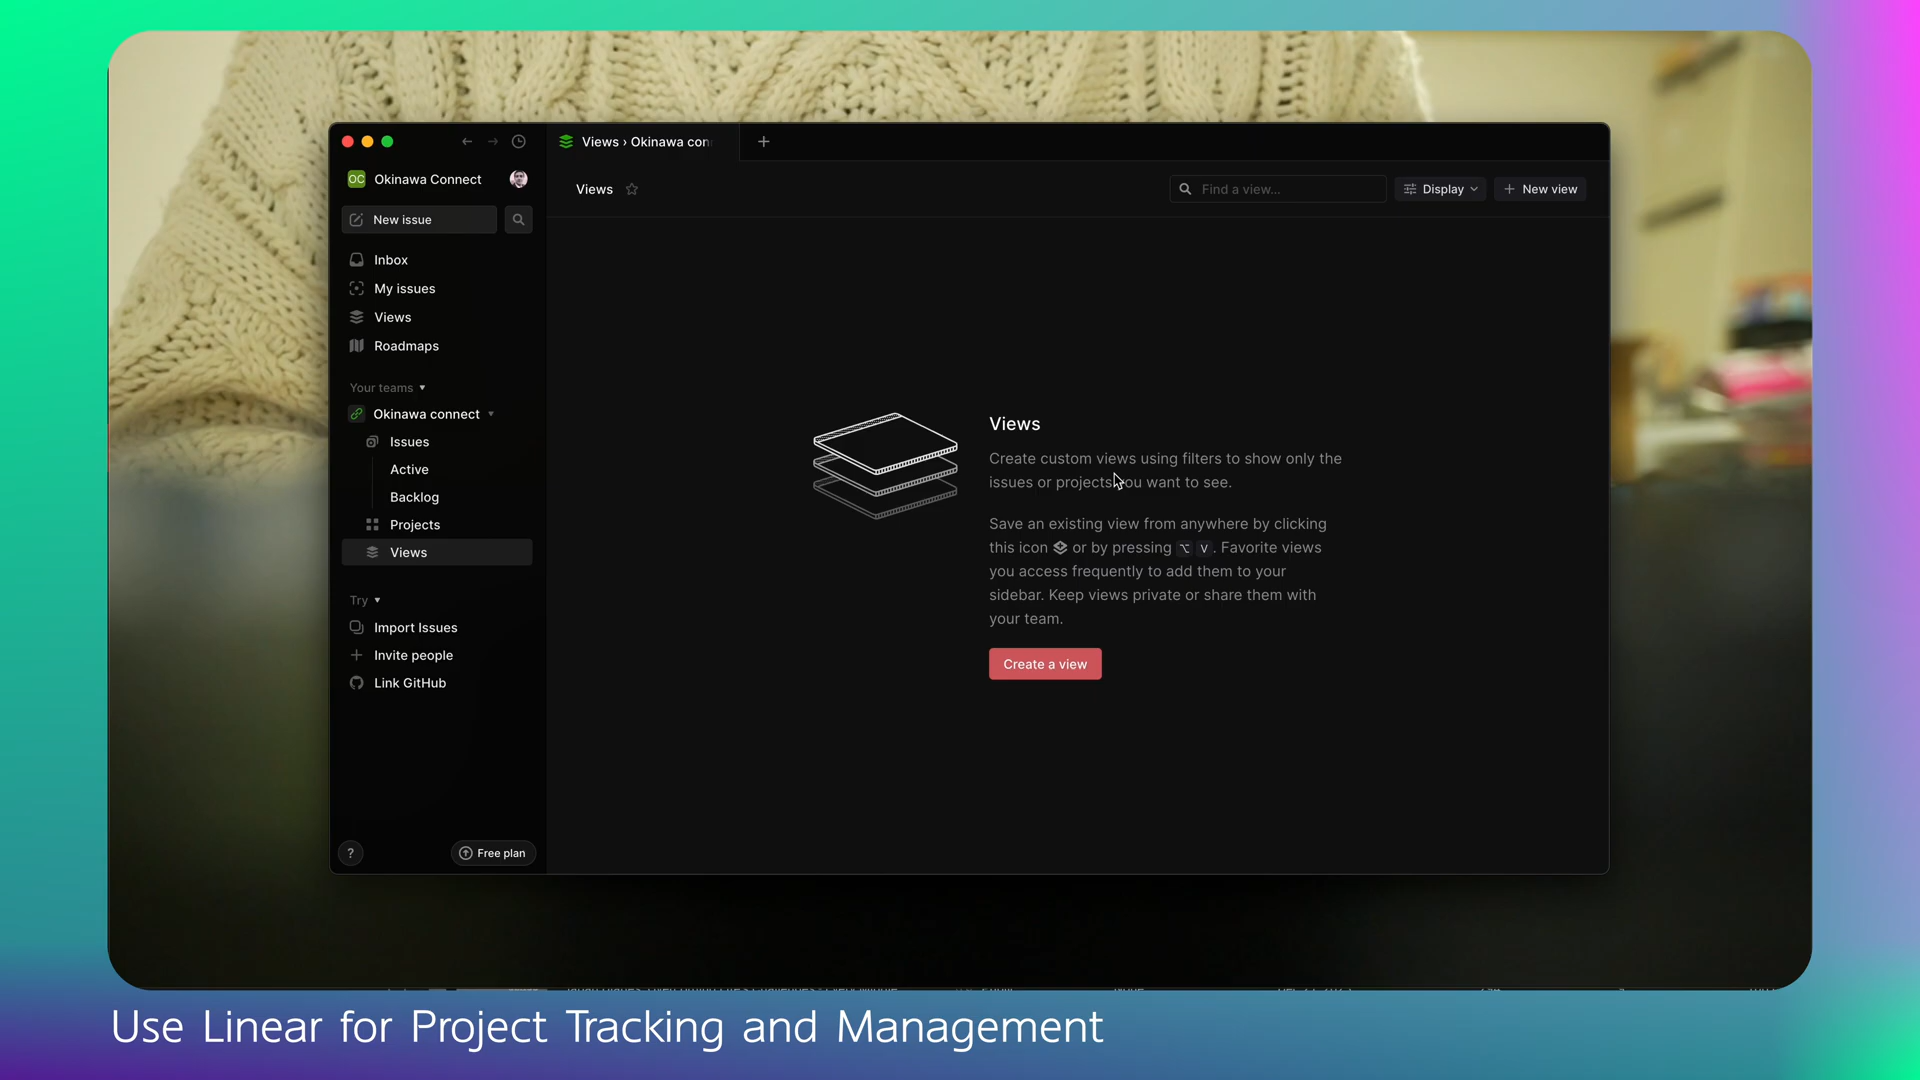 Views › Okinawa con
OC Okinawa Connect
Views
Find a view...
Display
New view
New issue
Inbox
My issues
Views
Roadmaps
Your teams
Okinawa connect
Issues
Active
Backlog
Projects
Views
Try
Import Issues
Invite people
Link GitHub
? Free plan
Views
Create custom views using filters to show only the
issues or projects you want to see.
Save an existing view from anywhere by clicking
this icon or by pressing ⌥ V. Favorite views
you access frequently to add them to your
sidebar. Keep views private or share them with
your team.
Create a view
Use Linear for Project Tracking and Management